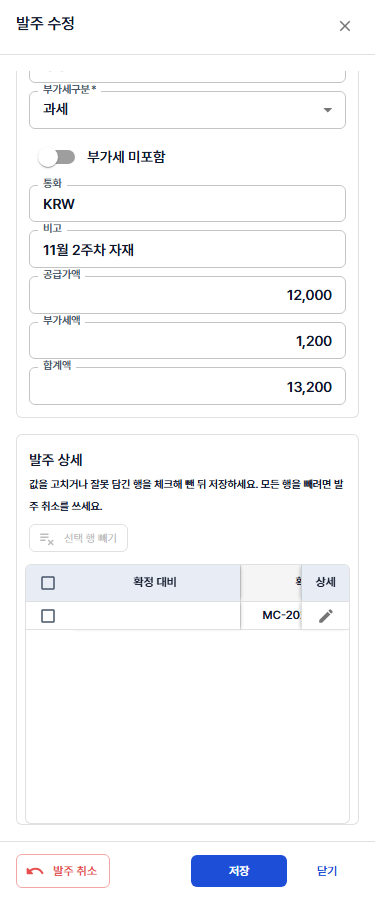 발주 수정
부가세구분 *
과세
부가세 미포함
통화
KRW
비고
11월 2주차 자재
공급가액
12,000
부가세액
1,200
합계액
13,200
발주 상세
값을 고치거나 잘못 담긴 행을 체크해 뺀 뒤 저장하세요. 모든 행을 빼려면 발
주 취소를 쓰세요.
선택 행 빼기
확정 대비 상세
MC-20
발주 취소 저장 닫기